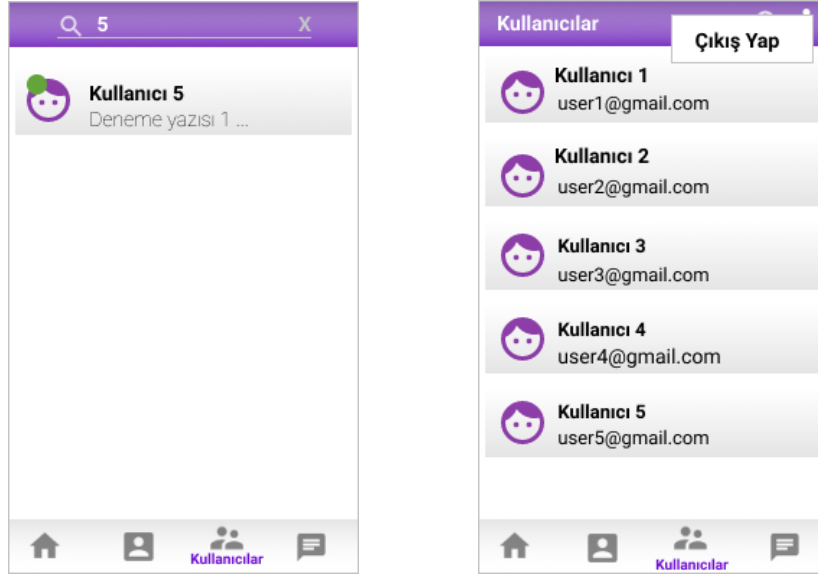 5 X
Kullanıcı 5
Deneme yazısı 1 ...
Kullanıcılar
Kullanıcılar
Çıkış Yap
Kullanıcı 1
user1@gmail.com
Kullanıcı 2
user2@gmail.com
Kullanıcı 3
user3@gmail.com
Kullanıcı 4
user4@gmail.com
Kullanıcı 5
user5@gmail.com
Kullanıcılar